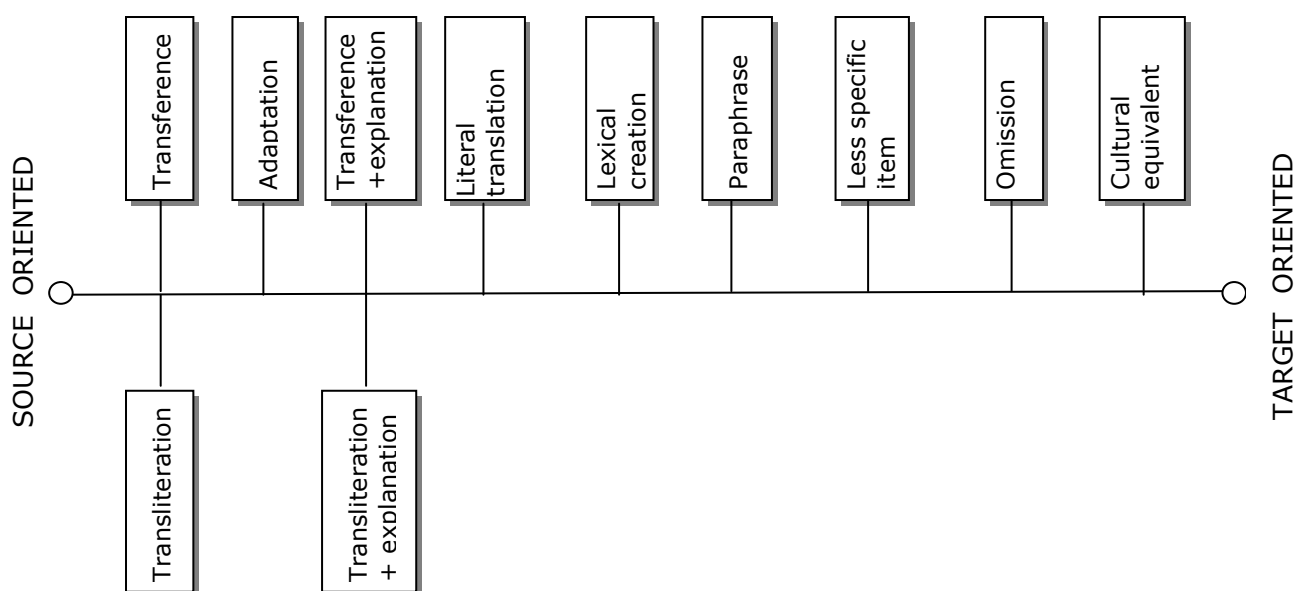 SOURCE ORIENTED
Transference
Adaptation
Transference
+explanation
Literal
translation
Lexical
creation
Paraphrase
Less specific
item
Omission
Cultural
equivalent
Transliteration
Transliteration
+ explanation
TARGET ORIENTED